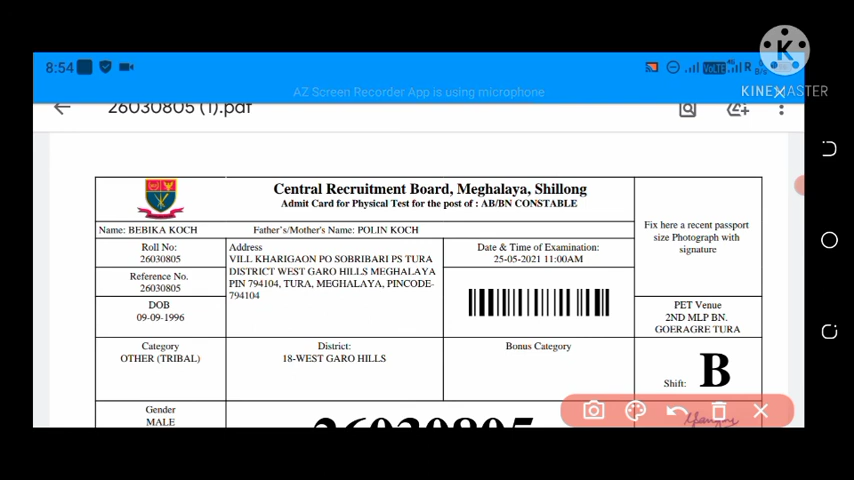 8:54
VoLTE
4G
R
B/s
K
KINEMASTER
AZ Screen Recorder App is using microphone
26030805 (1).pdf
Central Recruitment Board, Meghalaya, Shillong
Admit Card for Physical Test for the post of : AB/BN CONSTABLE
Name: BEBIKA KOCH Father's/Mother's Name: POLIN KOCH
Fix here a recent passport
size Photograph with
signature
Roll No:
26030805
Reference No.
26030805
DOB
09-09-1996
Address
VILL KHARIGAON PO SOBRIBARI PS TURA
DISTRICT WEST GARO HILLS MEGHALAYA
PIN 794104, TURA, MEGHALAYA, PINCODE-
794104
Date & Time of Examination:
25-05-2021 11:00AM
PET Venue
2ND MLP BN.
GOERAGRE TURA
Category
OTHER (TRIBAL)
District:
18-WEST GARO HILLS
Bonus Category
Shift: B
Gender
MALE
26030805